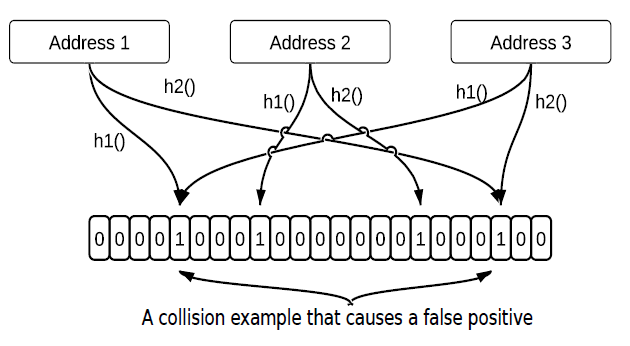 Address 1 Address 2 Address 3
h2() h1() h2() h1() h2()
h1()
0 0 0 0 1 0 0 0 1 0 0 0 0 0 0 0 1 0 0 0 1 0 0
A collision example that causes a false positive